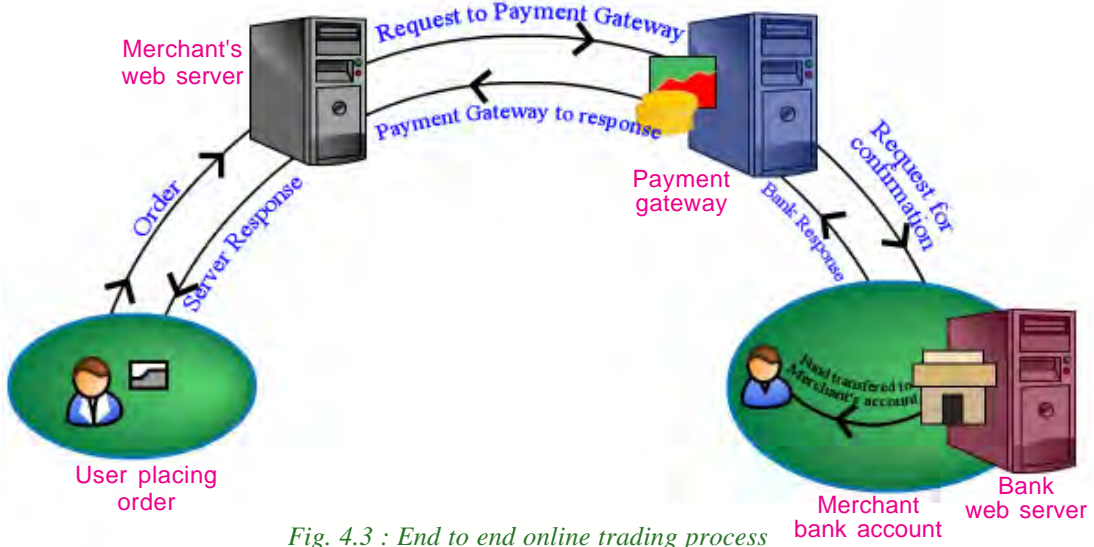 Request to Payment Gateway
Merchant's
web server
Payment Gateway to response
Order
Server Response
Payment
gateway
Request for
confirmation
Bank Response
Fund transfered to
Merchant's account
User placing
order
Merchant
bank account
Bank
web server
Fig. 4.3 : End to end online trading process